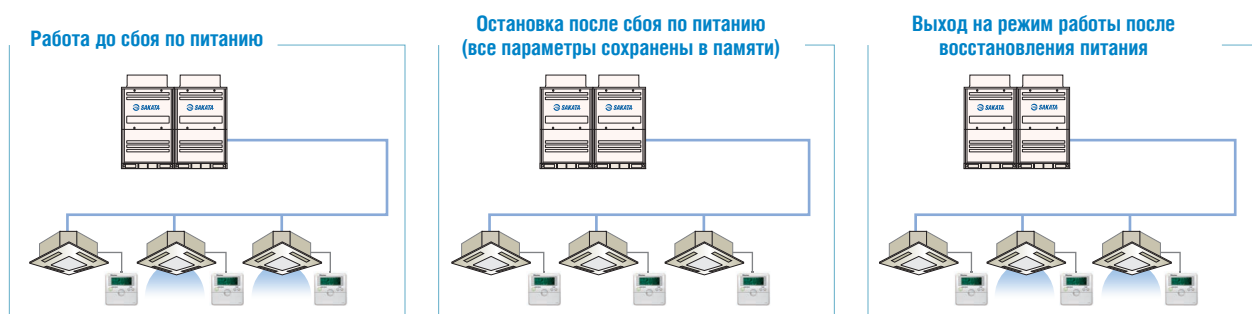 Работа до сбоя по питанию
SAKATA
SAKATA
Остановка после сбоя по питанию
(все параметры сохранены в памяти)
SAKATA
SAKATA
Выход на режим работы после
восстановления питания
SAKATA
SAKATA